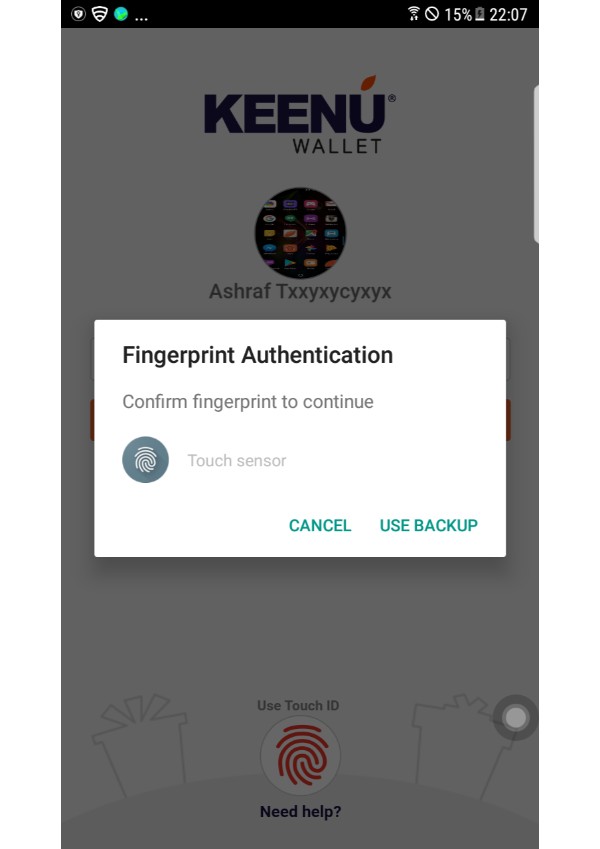 ... 15% 22:07
KEENU®
WALLET
Ashraf Txxyxycyxyx
Fingerprint Authentication
Confirm fingerprint to continue
Touch sensor
CANCEL USE BACKUP
Use Touch ID
Need help?